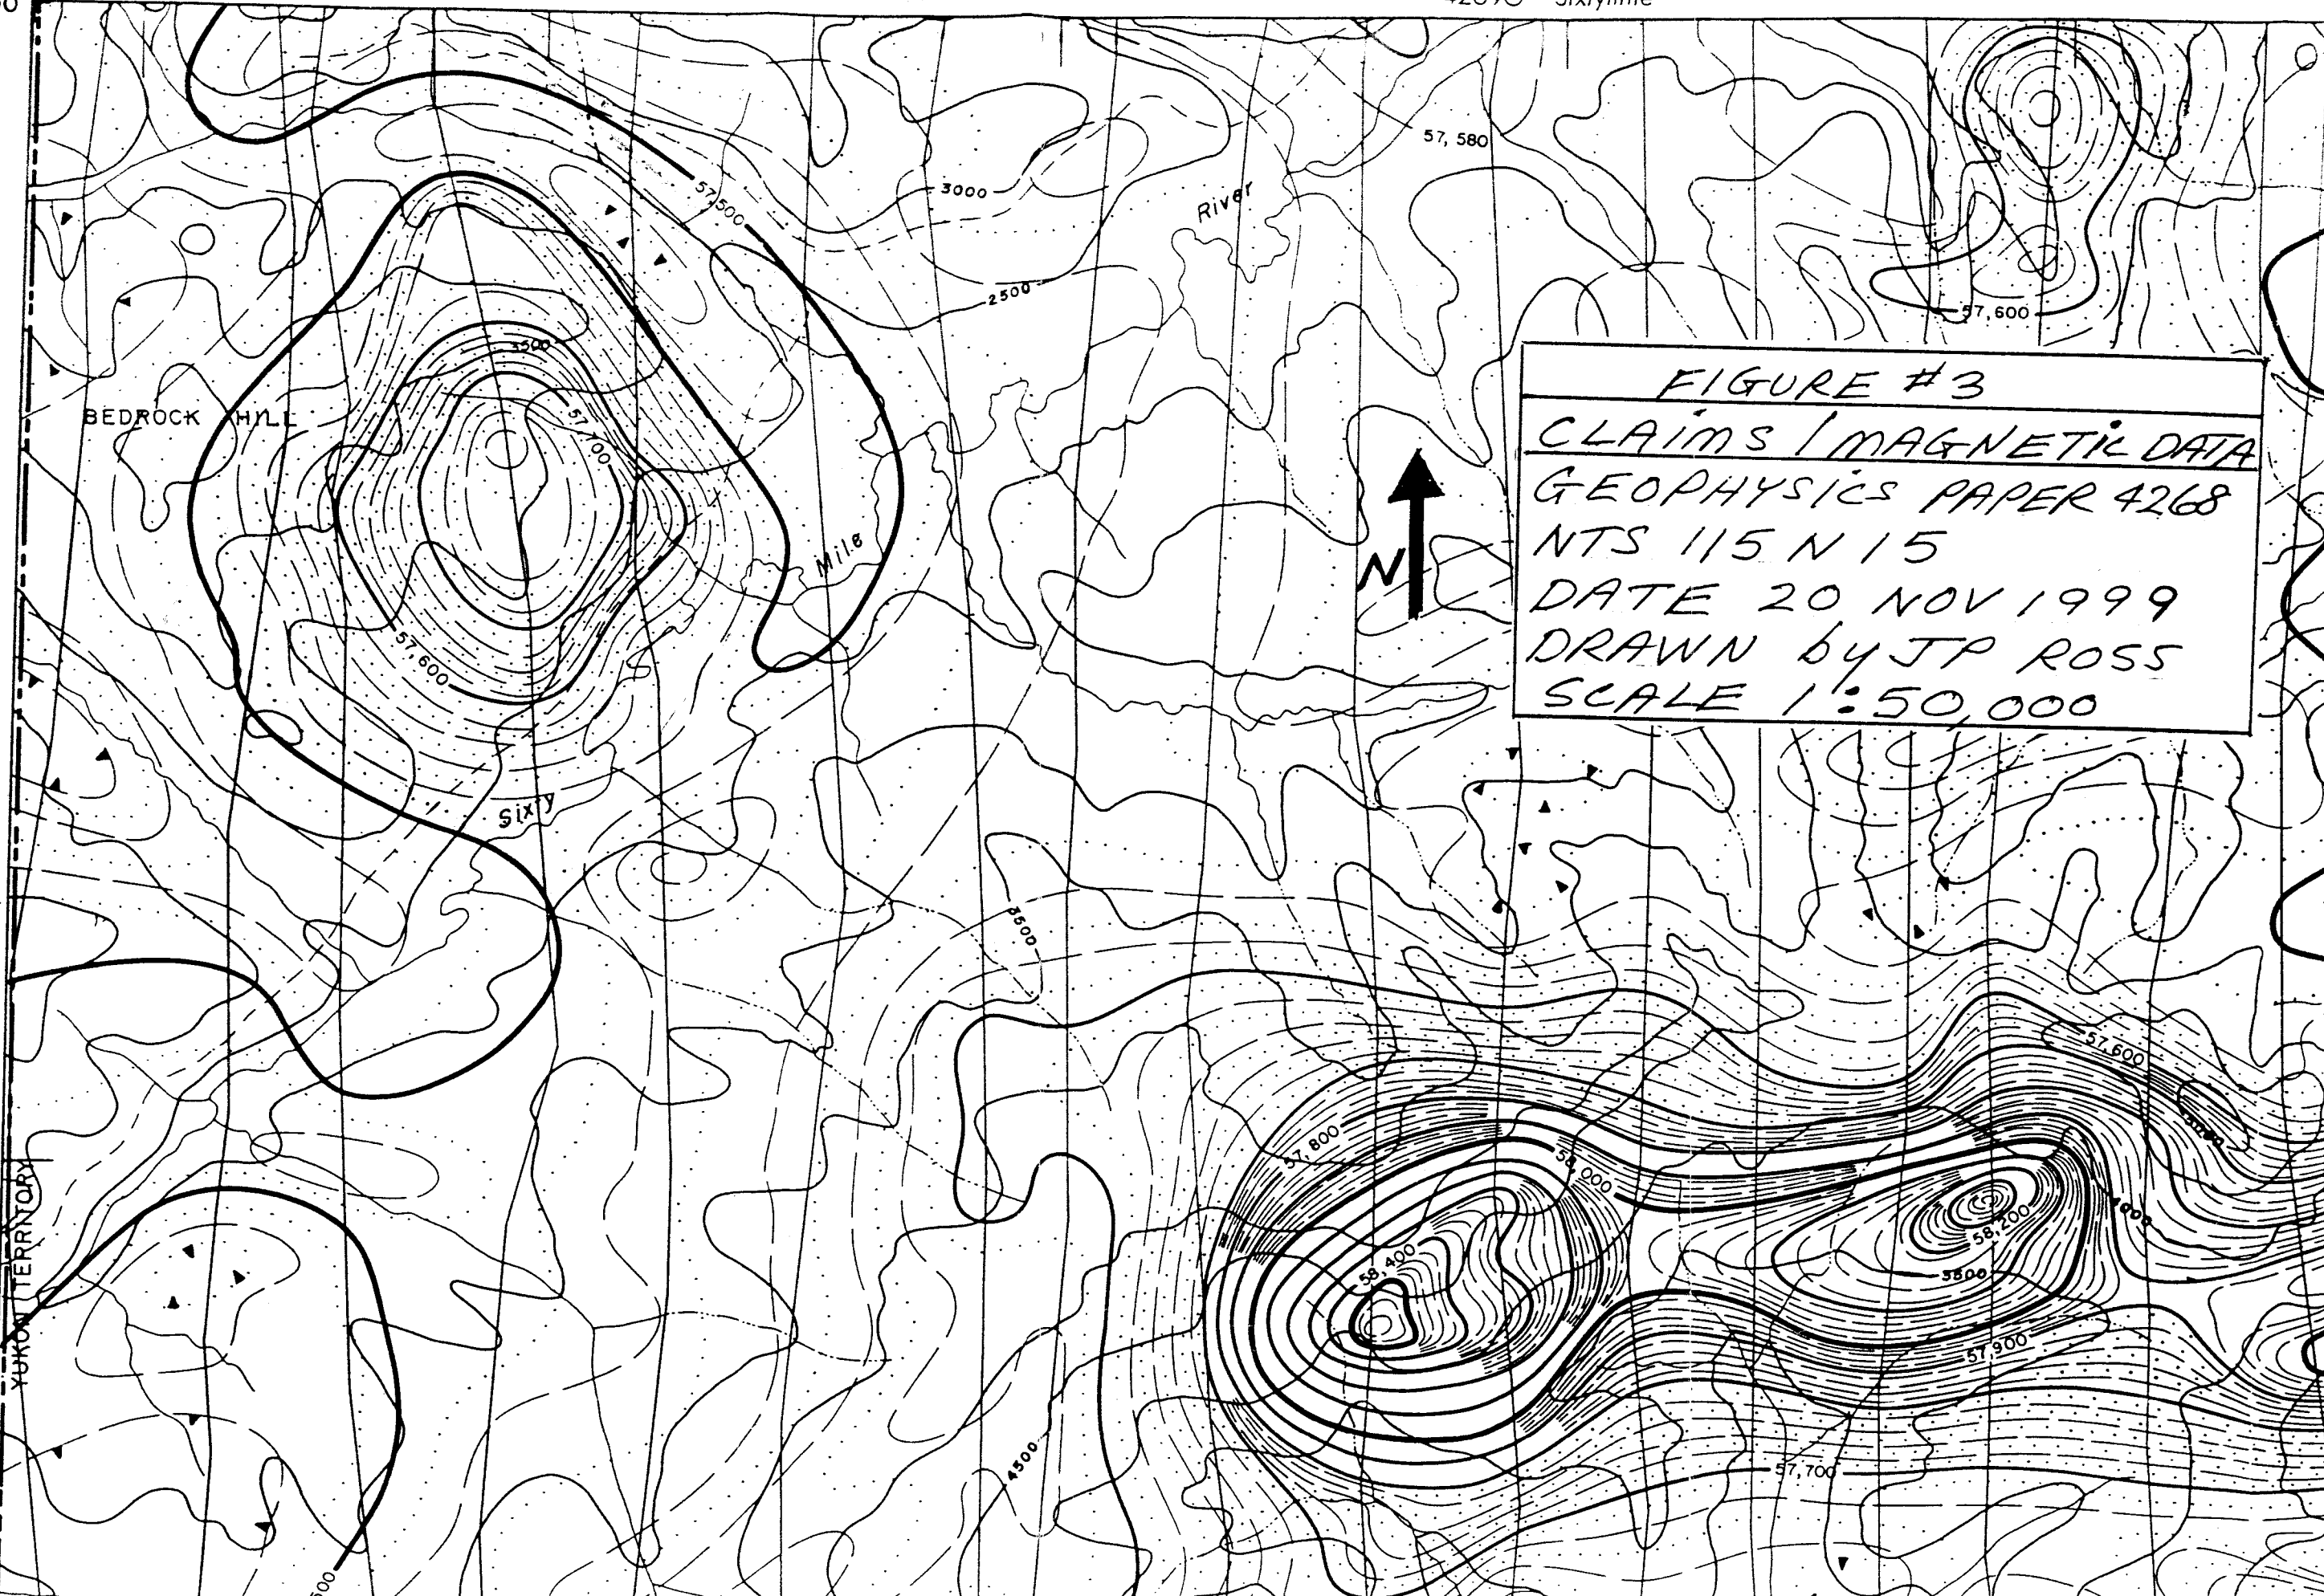 57,580
57,500
3000
River
2500
57,600
3500
BEDROCK HILL
57,700
FIGURE #3
CLAIMS / MAGNETIC DATA
GEOPHYSICS PAPER 4268
NTS 115 N 15
DATE 20 NOV 1999
DRAWN by JP ROSS
SCALE 1:50,000
N
Mile
57,600
Sixty
3500
57,600
57,800
58,000
YUKON TERRITORY
58,200
58,400
3500
57,900
4500
57,700